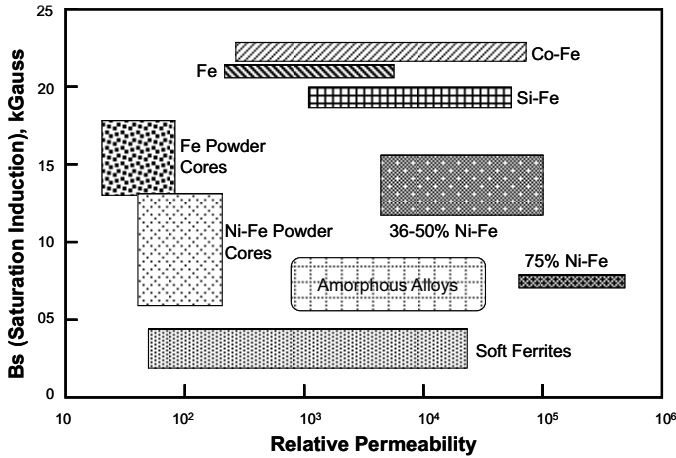 25
20
15
10
05
0
Bs (Saturation Induction), kGauss
Co-Fe
Fe
Si-Fe
Fe Powder
Cores
Ni-Fe Powder
Cores
36-50% Ni-Fe
75% Ni-Fe
Amorphous Alloys
Soft Ferrites
10
10²
10³
10⁴
10⁵
10⁶
Relative Permeability